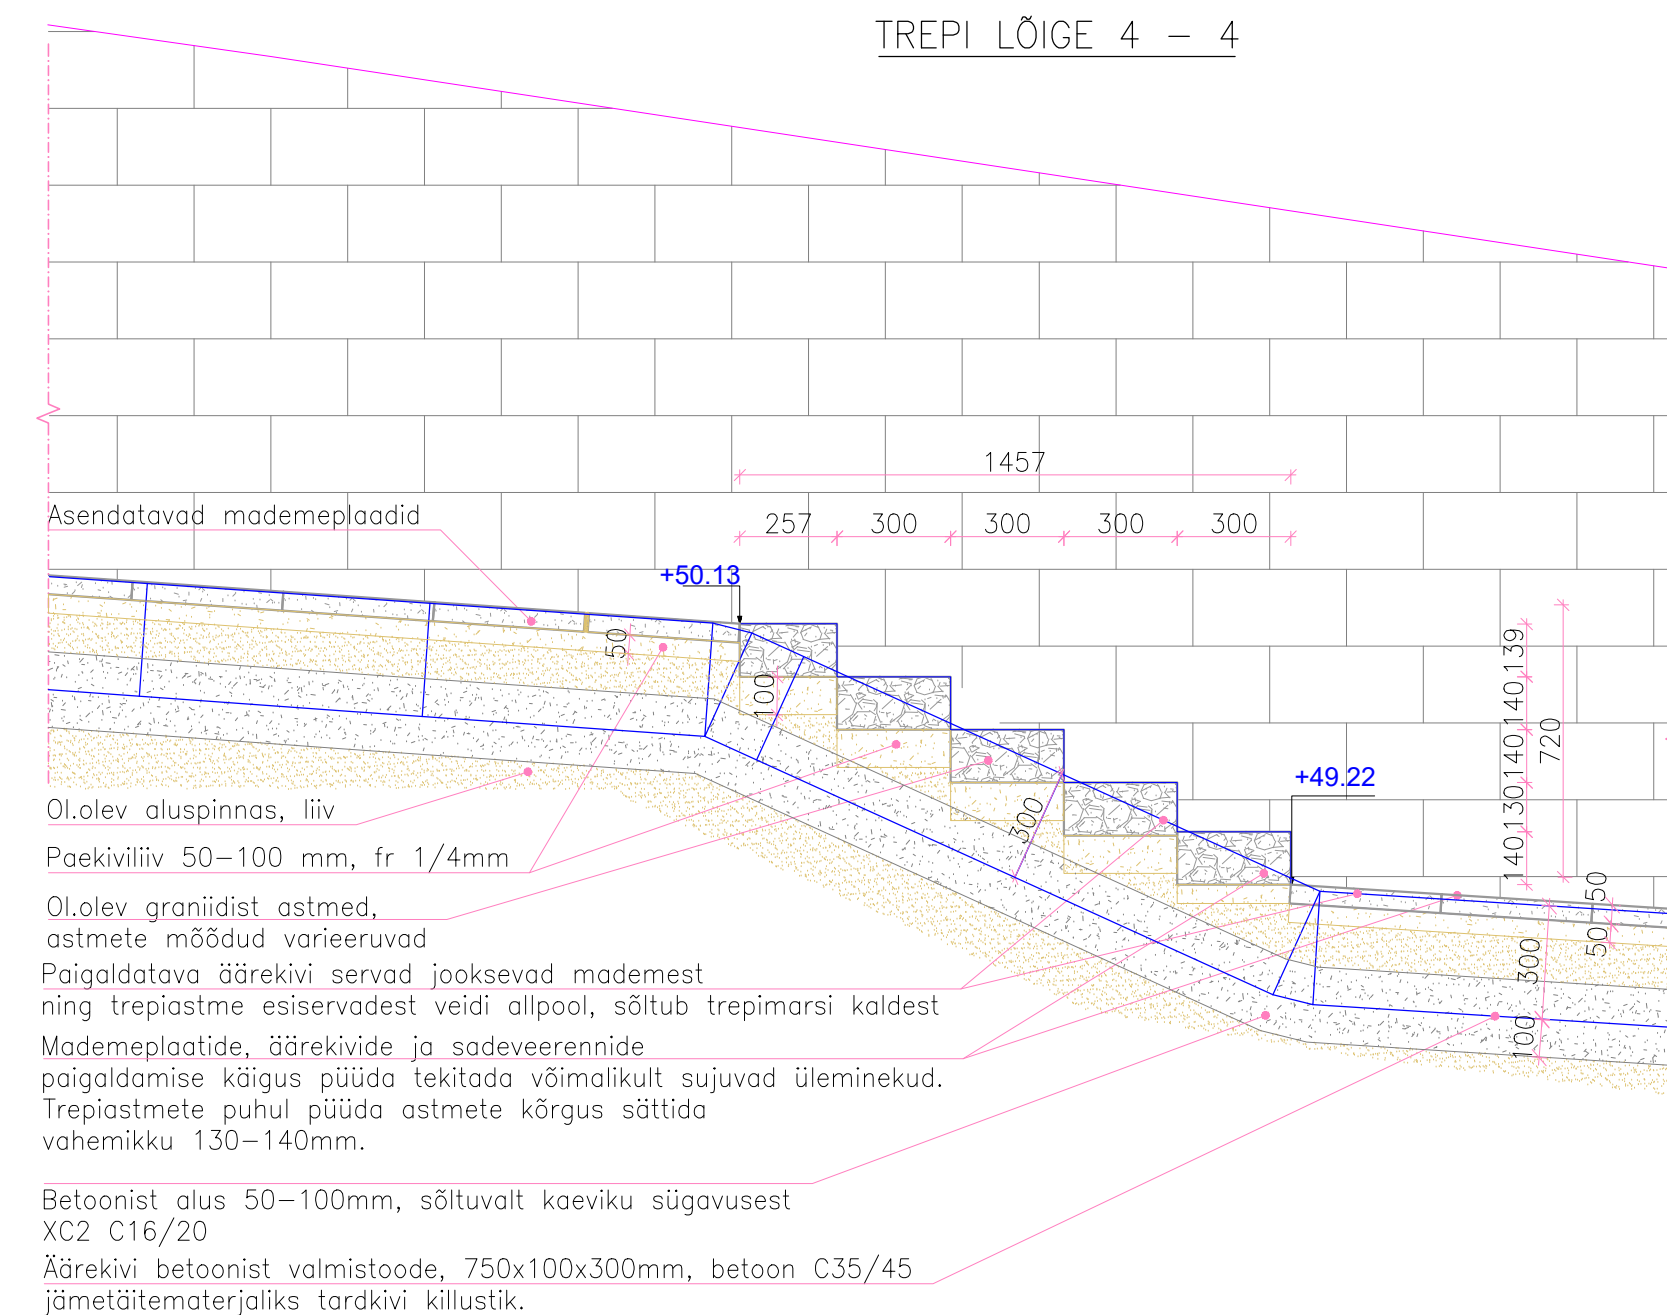 TREPI LÕIGE 4 - 4
1457
257 300 300 300 300
Asendatavad mademeplaadid
+50.13
50
100
300
139
140
140
130
140
720
+49.22
50
50
300
100
Ol.olev aluspinnas, liiv
Paekiviliiv 50-100 mm, fr 1/4mm
Ol.olev graniidist astmed,
astmete mõõdud varieeruvad
Paigaldatava äärekivi servad jooksevad mademest
ning trepiastme esiservadest veidi allpool, sõltub trepimarsi kaldest
Mademeplaatide, äärekivide ja sadeveerennide
paigaldamise käigus püüda tekitada võimalikult sujuvad üleminekud.
Trepiastmete puhul püüda astmete kõrgus sättida
vahemikku 130-140mm.
Betoonist alus 50-100mm, sõltuvalt kaeviku sügavusest
XC2 C16/20
Äärekivi betoonist valmistoode, 750x100x300mm, betoon C35/45
jämetäitematerjaliks tardkivi killustik.